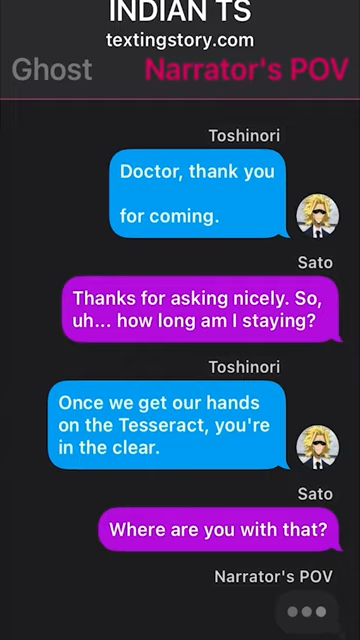 INDIAN TS
textingstory.com
Ghost Narrator's POV
Toshinori
Doctor, thank you
for coming.
Sato
Thanks for asking nicely. So,
uh... how long am I staying?
Toshinori
Once we get our hands
on the Tesseract, you're
in the clear.
Sato
Where are you with that?
Narrator's POV